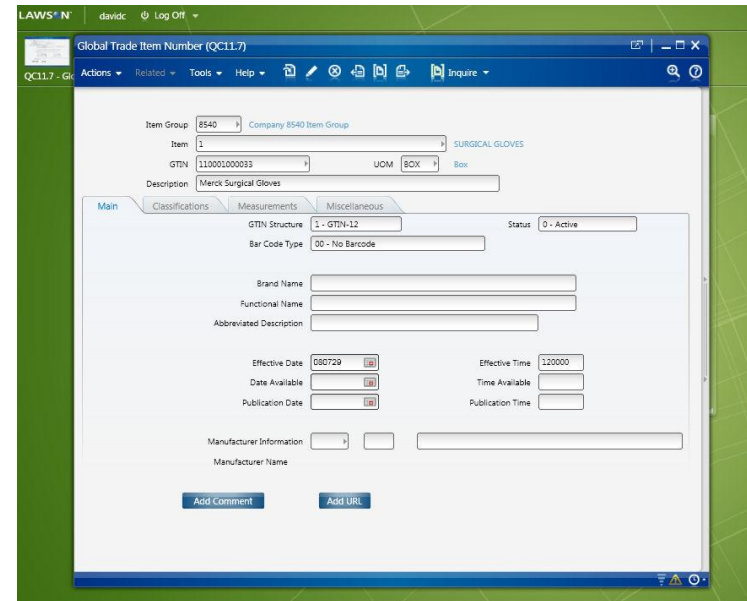 LAWSON davidc Log Off
Global Trade Item Number (QC11.7)
QC11.7 - Glo
Actions Related Tools Help Inquire
Item Group 8540 Company 8540 Item Group
Item 1 SURGICAL GLOVES
GTIN 110001000033 UOM BOX Box
Description Merck Surgical Gloves
Main Classifications Measurements Miscellaneous
GTIN Structure 1 - GTIN-12 Status 0 - Active
Bar Code Type 00 - No Barcode
Brand Name
Functional Name
Abbreviated Description
Effective Date 080729 Effective Time 120000
Date Available Time Available
Publication Date Publication Time
Manufacturer Information
Manufacturer Name
Add Comment Add URL